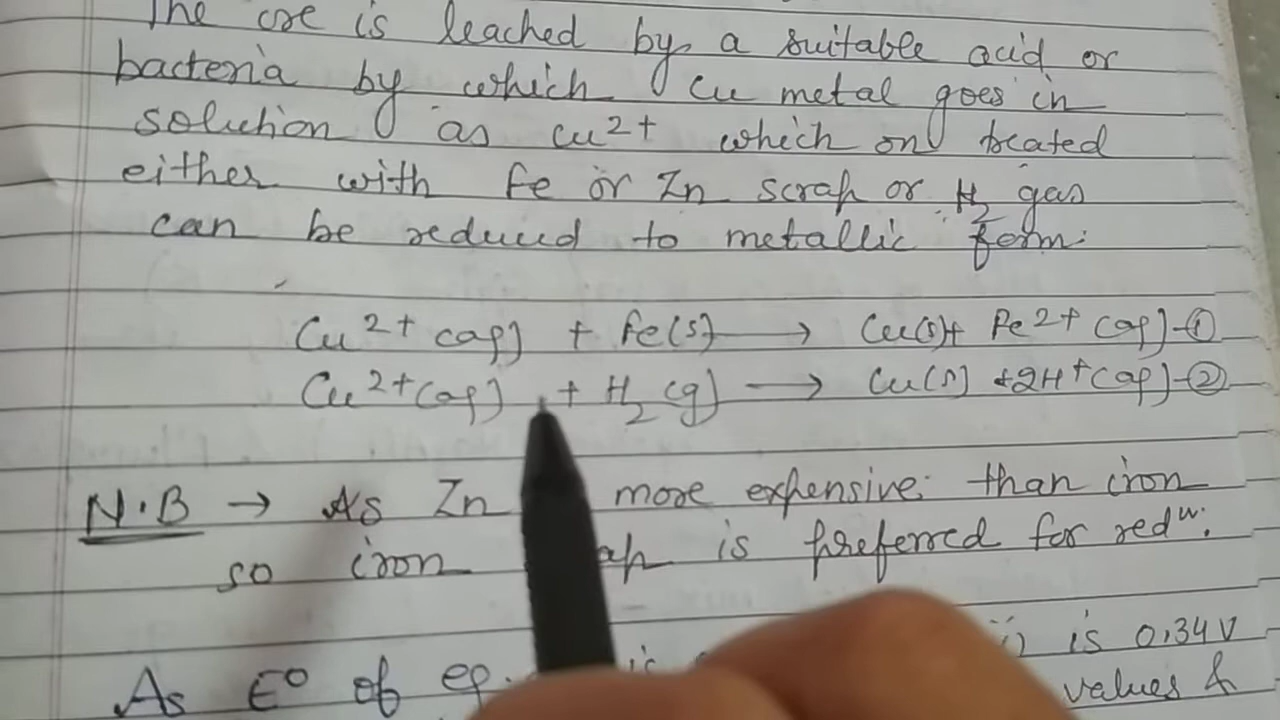 The ore is leached by a suitable acid or
bacteria by which Cu metal goes in
solution as Cu2+ which on treated
either with Fe or Zn scrap or H2 gas
can be reduced to metallic form.
Cu2+ (aq) + Fe(s) → Cu(s)+ Fe2+ (aq) -①
Cu2+(aq) + H2 (g) → Cu(s) +2H+(aq) -②
N.B → As Zn more expensive than iron
so iron is preferred for redn.
As E° of eq. is 0.34V
values &